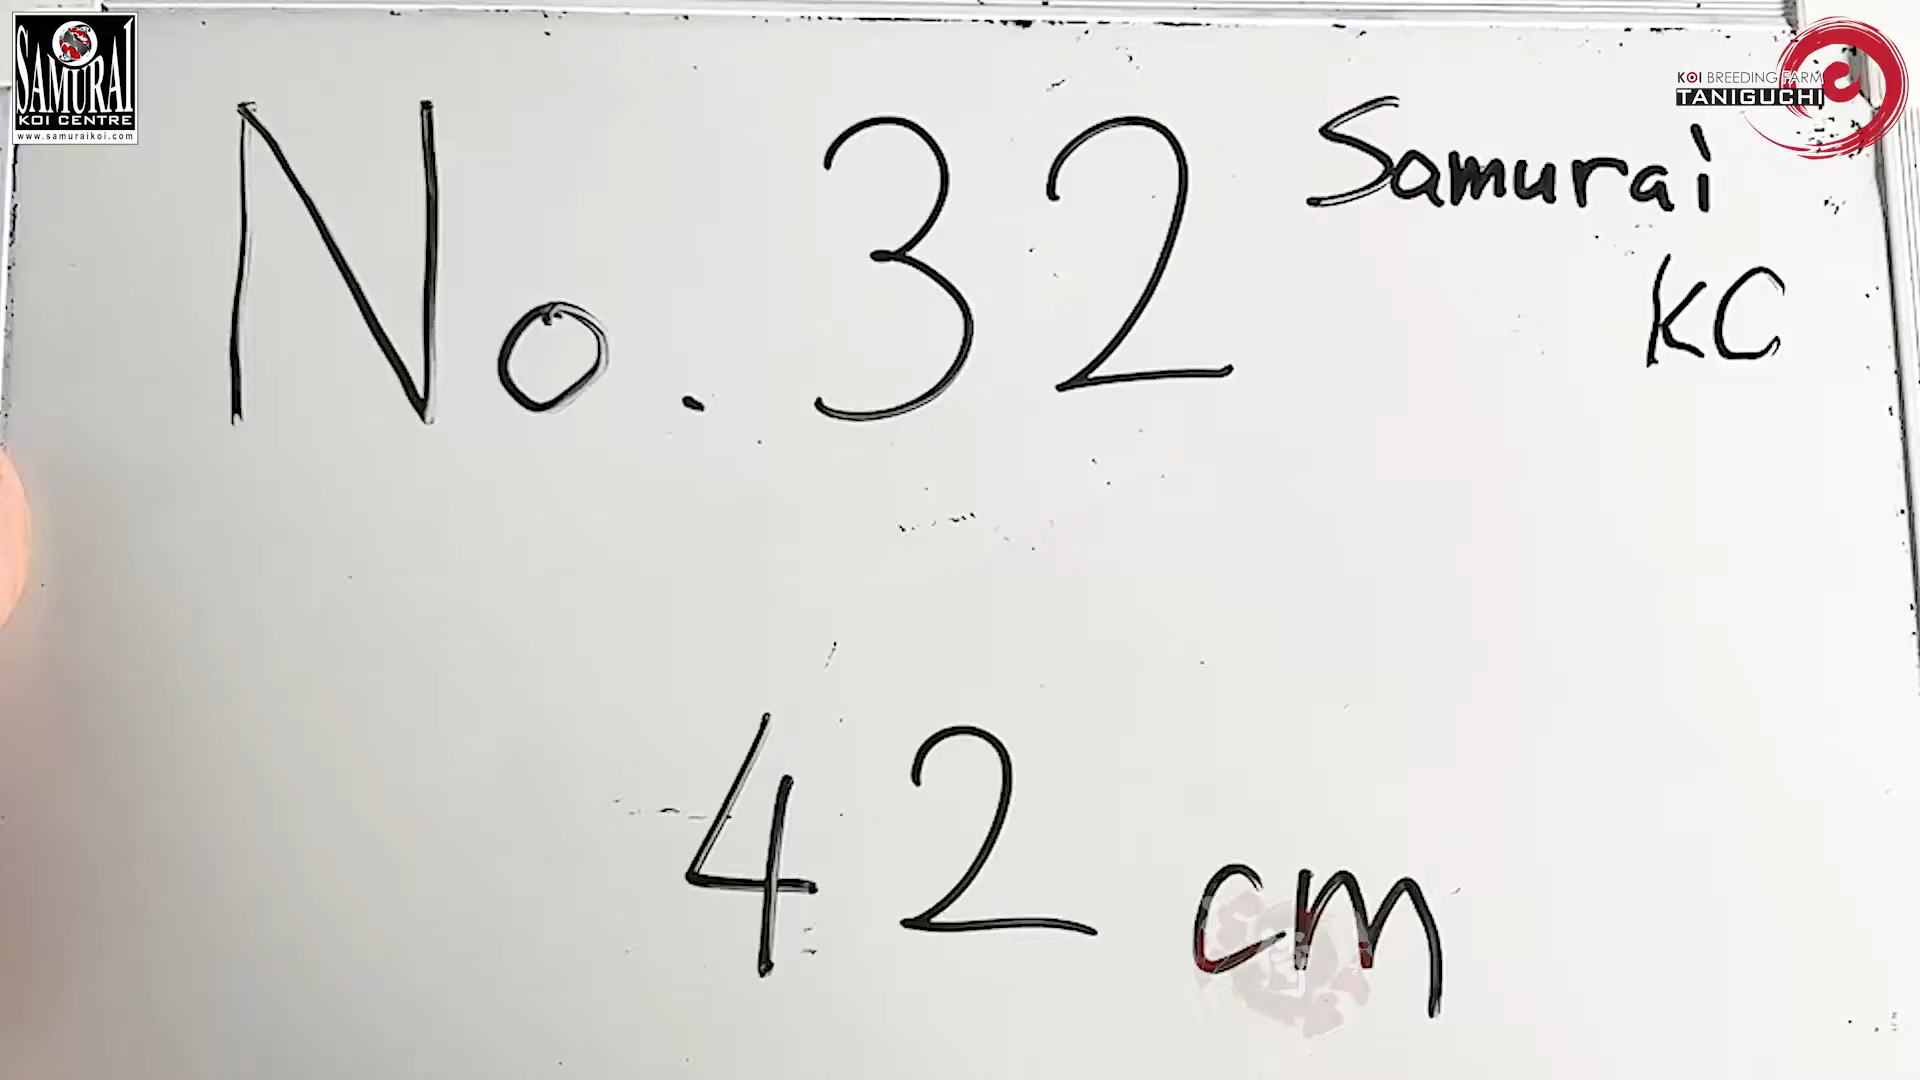 SAMURAI
KOI CENTRE
www.samuraikoi.com
KOI BREEDING FARM
TANIGUCHI
No. 32
Samurai
KC
42 cm